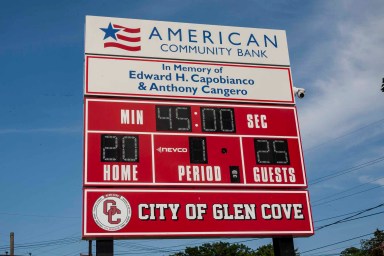 AMERICAN
COMMUNITY BANK
In Memory of
Edward H. Capobianco
& Anthony Cangero
MIN 45:00 SEC
20 NEVCO 1 25
HOME PERIOD GUESTS
GC CITY OF GLEN COVE